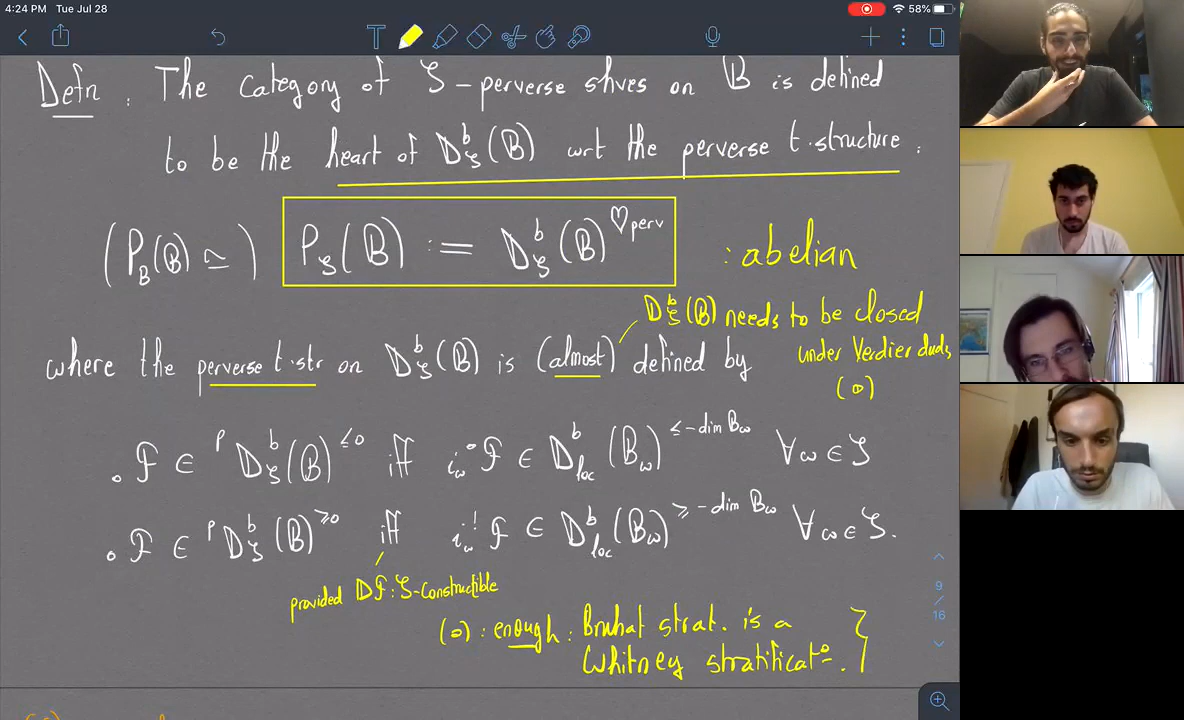 4:24 PM Tue Jul 28
58%
Defn : The category of S-perverse shves on B is defined
to be the heart of D^b_S(B) wrt the perverse t-structure :
(P_B(B) ≃) P_S(B) := D^b_S(B)^♡perv : abelian
D^b_S(B) needs to be closed
under Verdier duals
(o)
where the perverse t-str on D^b_S(B) is (almost) defined by
• F ∈ ^pD^b_S(B)^≤0 iff i_w^* F ∈ D^b_loc(B_w)^≤-dim B_w ∀w ∈ S
• F ∈ ^pD^b_S(B)^≥0 iff i_w^! F ∈ D^b_loc(B_w)^≥-dim B_w ∀w ∈ S.
provided DF : S-constructible
(o) : enough : Bruhat strat. is a
Whitney stratificat°.
9
/
16